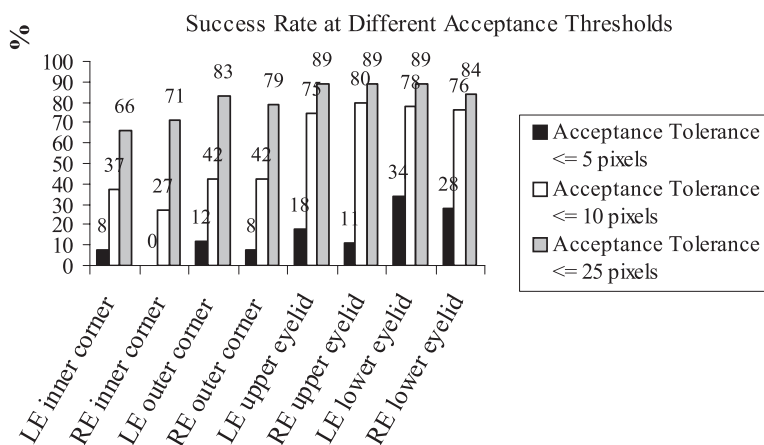 Success Rate at Different Acceptance Thresholds
%
100
90
80
70
60
50
40
30
20
10
0
8 37 66
0 27 71
12 42 83
8 42 79
18 75 89
11 80 89
34 78 89
28 76 84
LE inner corner
RE inner corner
LE outer corner
RE outer corner
LE upper eyelid
RE upper eyelid
LE lower eyelid
RE lower eyelid
Acceptance Tolerance
<= 5 pixels
Acceptance Tolerance
<= 10 pixels
Acceptance Tolerance
<= 25 pixels